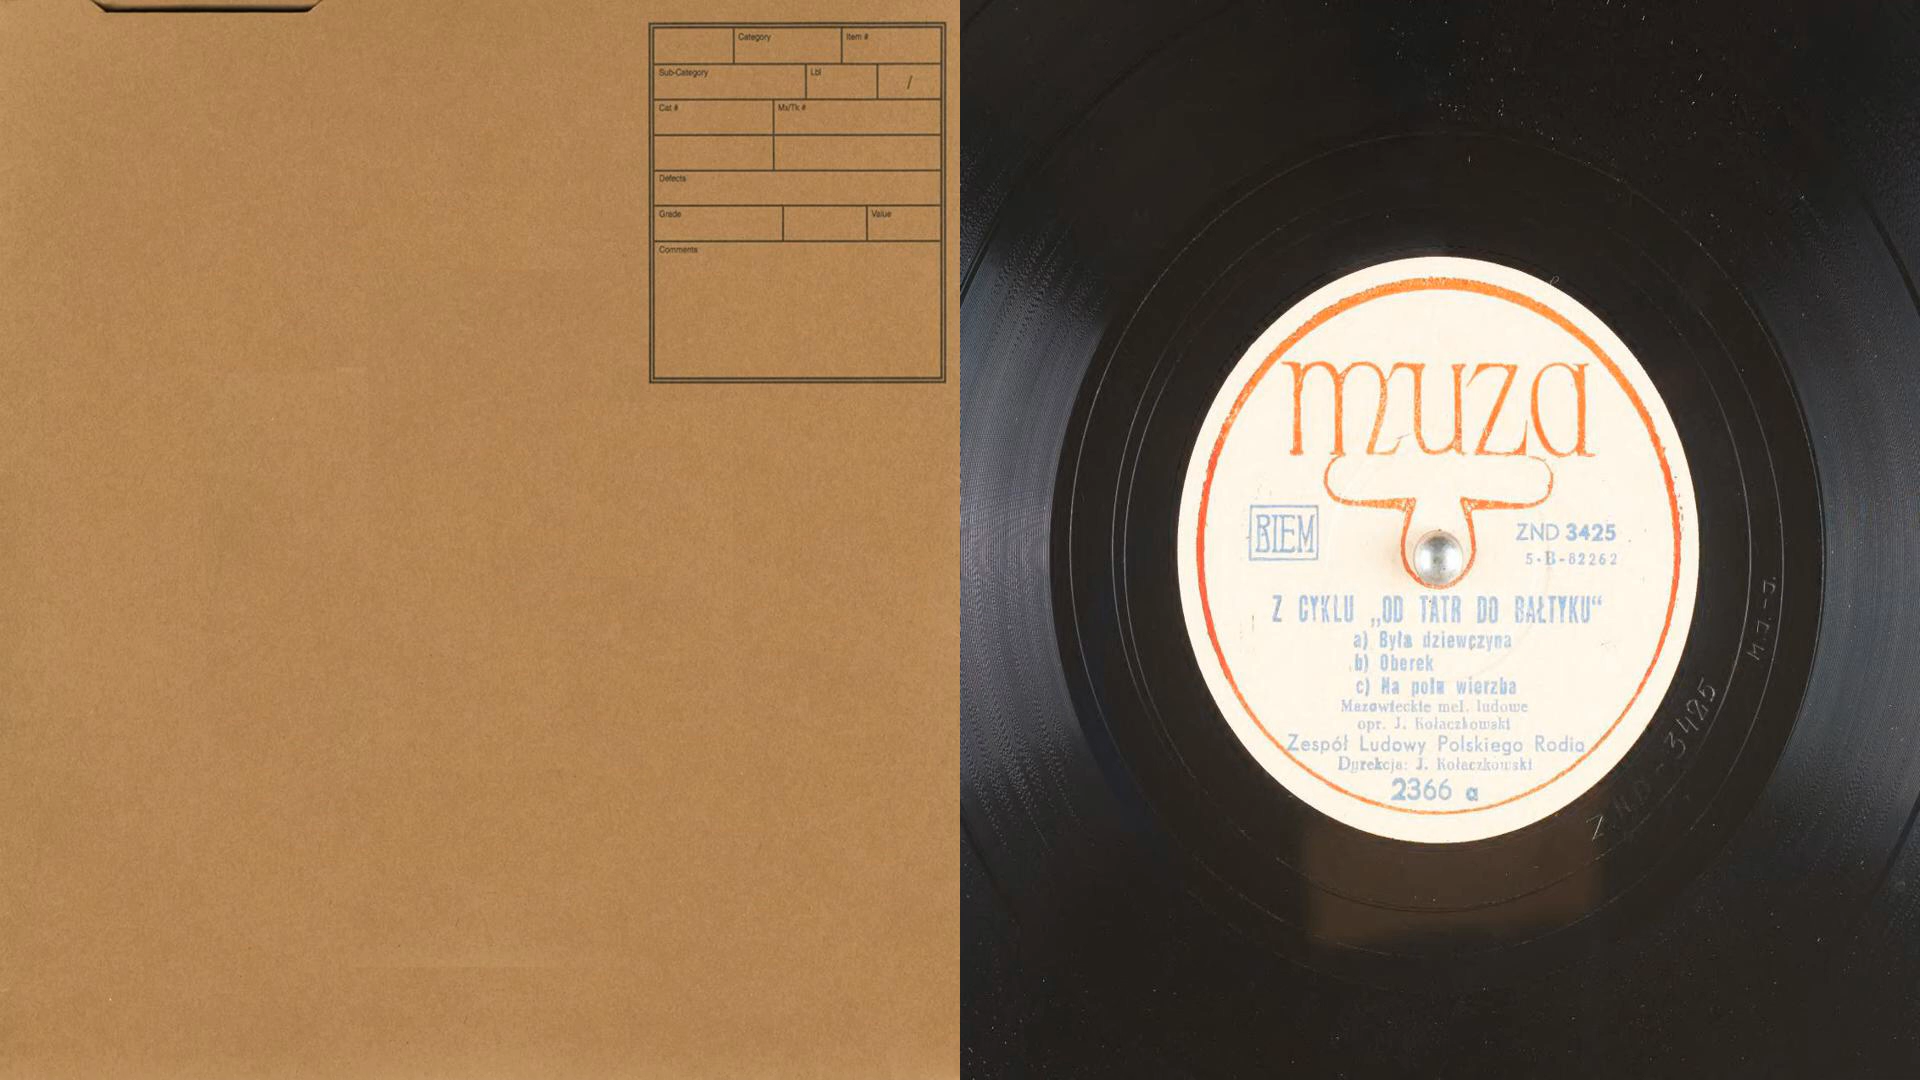 Category
Item #
Sub-Category
Lbl
/
Cat #
Mx/Tk #
Defects
Grade
Value
Comments
muza
BIEM
ZND 3425
5-B-82262
Z CYKLU „OD TATR DO BAŁTYKU“
a) Była dziewczyna
b) Oberek
c) Na polu wierzba
Mazowieckie mel. ludowe
opr. J. Kołaczkowski
Zespół Ludowy Polskiego Radia
Dyrekcja: J. Kołaczkowski
2366 a
ZND-3425
M.J.-J.